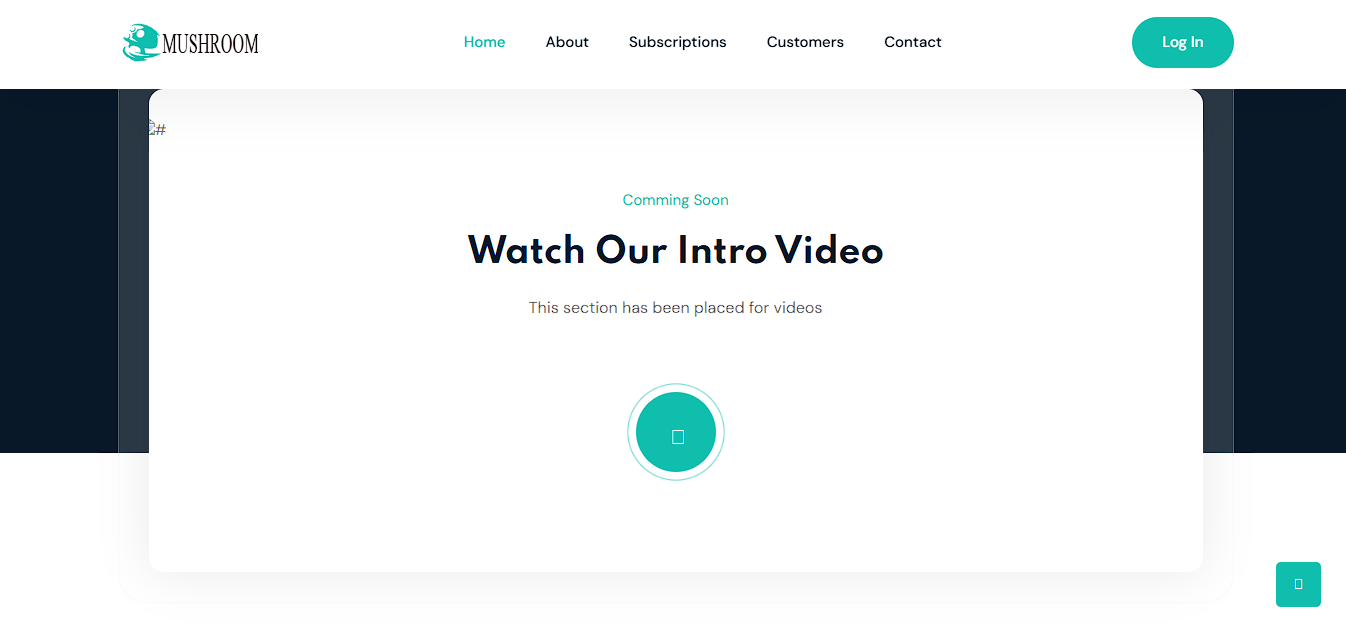 MUSHROOM
Home About Subscriptions Customers Contact
Log In
#
Comming Soon
Watch Our Intro Video
This section has been placed for videos